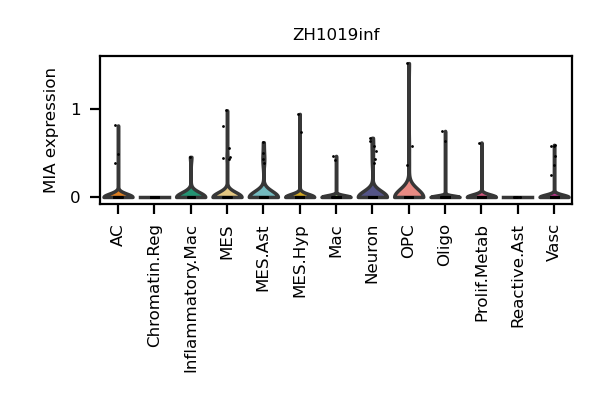 ZH1019inf
MIA expression
1
0
AC
Chromatin.Reg
Inflammatory.Mac
MES
MES.Ast
MES.Hyp
Mac
Neuron
OPC
Oligo
Prolif.Metab
Reactive.Ast
Vasc